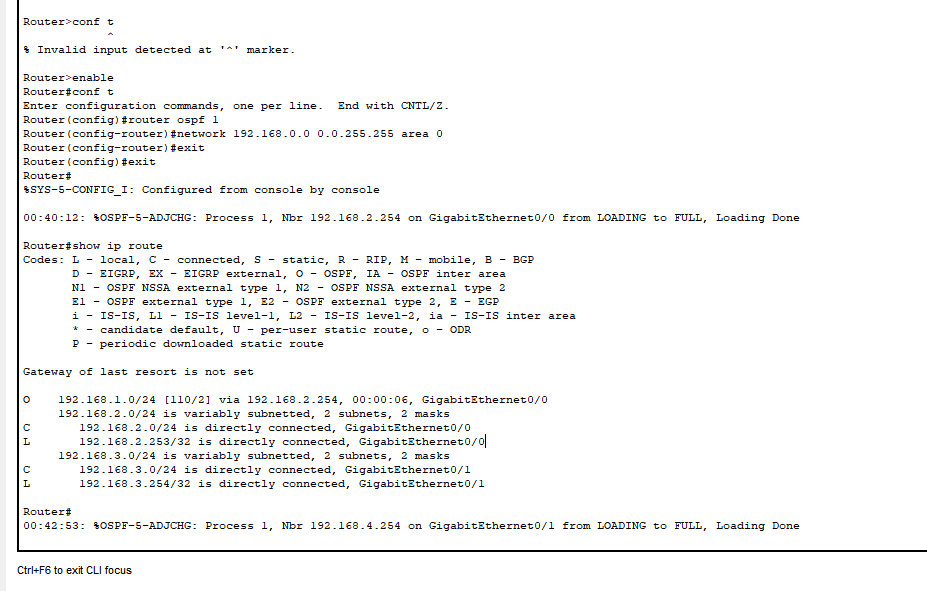 Router>conf t
^
% Invalid input detected at '^' marker.
Router>enable
Router#conf t
Enter configuration commands, one per line.  End with CNTL/Z.
Router(config)#router ospf 1
Router(config-router)#network 192.168.0.0 0.0.255.255 area 0
Router(config-router)#exit
Router(config)#exit
Router#
%SYS-5-CONFIG_I: Configured from console by console
00:40:12: %OSPF-5-ADJCHG: Process 1, Nbr 192.168.2.254 on GigabitEthernet0/0 from LOADING to FULL, Loading Done
Router#show ip route
Codes: L - local, C - connected, S - static, R - RIP, M - mobile, B - BGP
D - EIGRP, EX - EIGRP external, O - OSPF, IA - OSPF inter area
N1 - OSPF NSSA external type 1, N2 - OSPF NSSA external type 2
E1 - OSPF external type 1, E2 - OSPF external type 2, E - EGP
i - IS-IS, L1 - IS-IS level-1, L2 - IS-IS level-2, ia - IS-IS inter area
* - candidate default, U - per-user static route, o - ODR
P - periodic downloaded static route
Gateway of last resort is not set
O    192.168.1.0/24 [110/2] via 192.168.2.254, 00:00:06, GigabitEthernet0/0
192.168.2.0/24 is variably subnetted, 2 subnets, 2 masks
C       192.168.2.0/24 is directly connected, GigabitEthernet0/0
L       192.168.2.253/32 is directly connected, GigabitEthernet0/0
192.168.3.0/24 is variably subnetted, 2 subnets, 2 masks
C       192.168.3.0/24 is directly connected, GigabitEthernet0/1
L       192.168.3.254/32 is directly connected, GigabitEthernet0/1
Router#
00:42:53: %OSPF-5-ADJCHG: Process 1, Nbr 192.168.4.254 on GigabitEthernet0/1 from LOADING to FULL, Loading Done
Ctrl+F6 to exit CLI focus